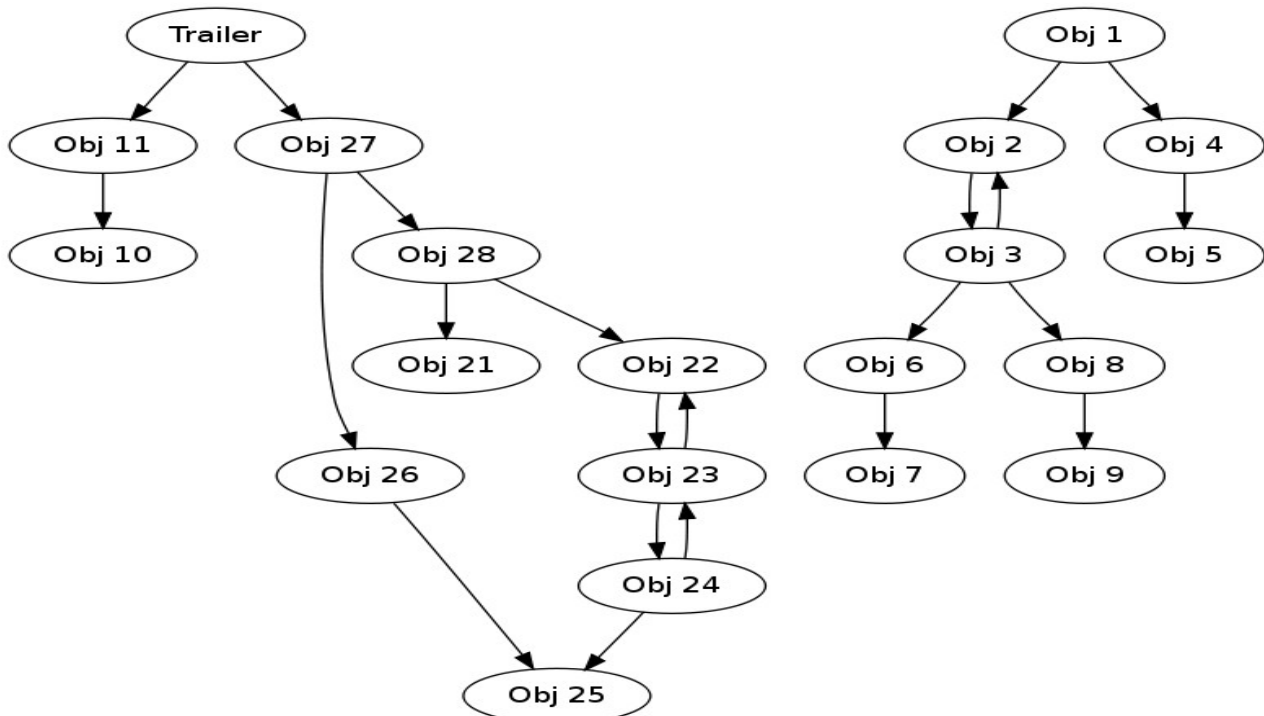 Trailer
Obj 1
Obj 11
Obj 27
Obj 2
Obj 4
Obj 10
Obj 28
Obj 3
Obj 5
Obj 21
Obj 22
Obj 6
Obj 8
Obj 26
Obj 23
Obj 7
Obj 9
Obj 24
Obj 25